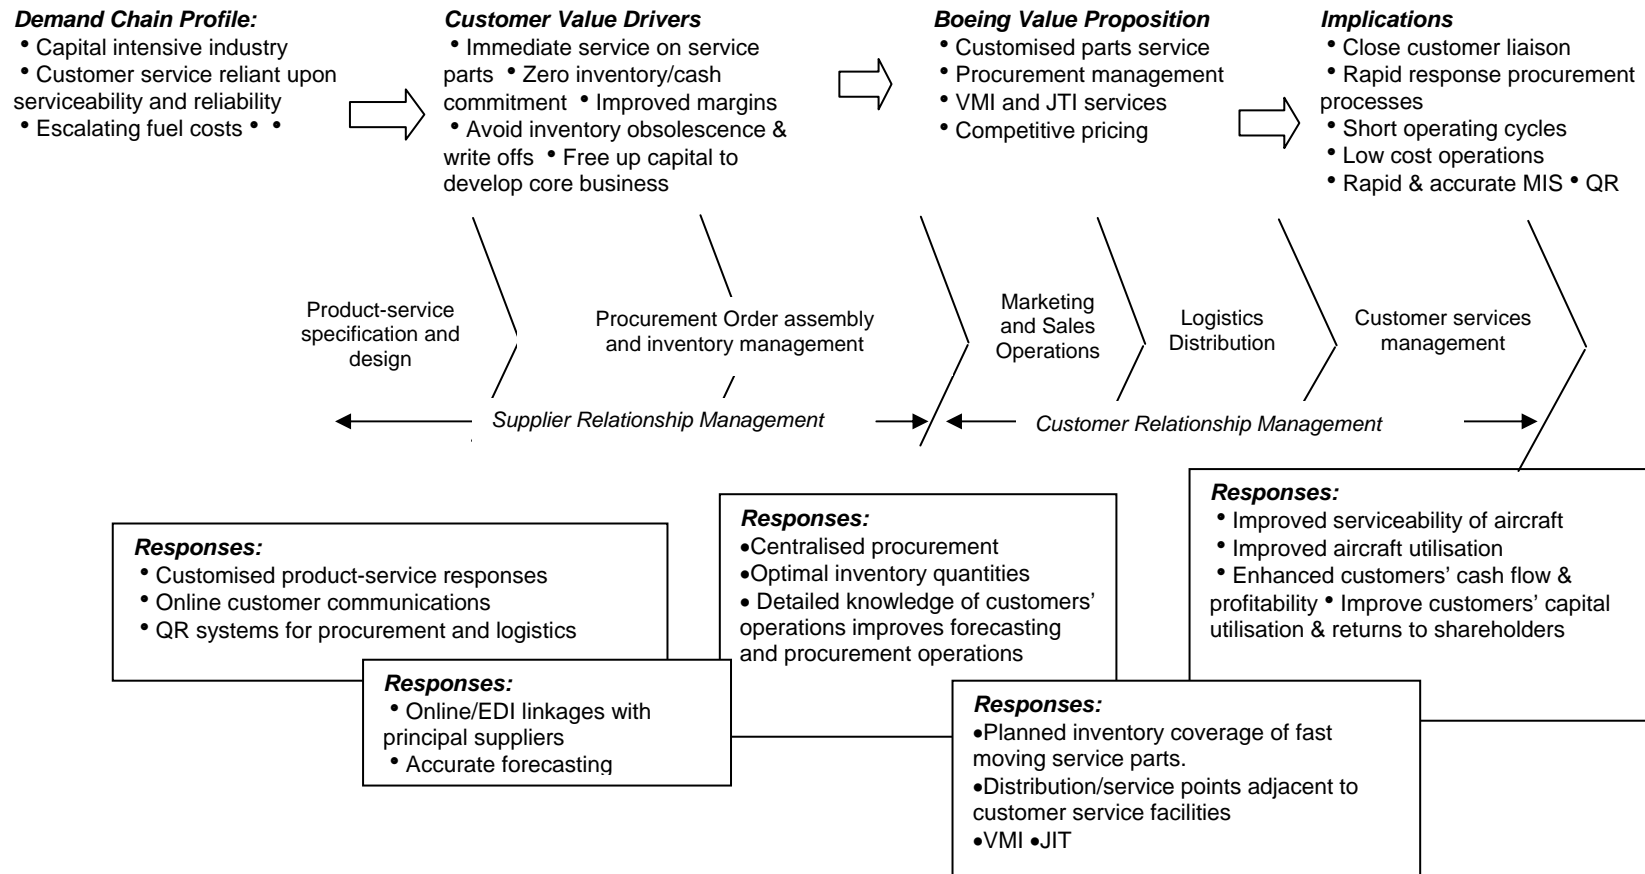 Demand Chain Profile:
• Capital intensive industry
• Customer service reliant upon
serviceability and reliability
• Escalating fuel costs • •
Customer Value Drivers
• Immediate service on service
parts • Zero inventory/cash
commitment • Improved margins
• Avoid inventory obsolescence &
write offs • Free up capital to
develop core business
Boeing Value Proposition
• Customised parts service
• Procurement management
• VMI and JTI services
• Competitive pricing
Implications
• Close customer liaison
• Rapid response procurement
processes
• Short operating cycles
• Low cost operations
• Rapid & accurate MIS • QR
Product-service
specification and
design
Procurement Order assembly
and inventory management
Marketing
and Sales
Operations
Logistics
Distribution
Customer services
management
Supplier Relationship Management
Customer Relationship Management
Responses:
• Customised product-service responses
• Online customer communications
• QR systems for procurement and logistics
Responses:
• Online/EDI linkages with
principal suppliers
• Accurate forecasting
Responses:
•Centralised procurement
•Optimal inventory quantities
• Detailed knowledge of customers’
operations improves forecasting
and procurement operations
Responses:
•Planned inventory coverage of fast
moving service parts.
•Distribution/service points adjacent to
customer service facilities
•VMI •JIT
Responses:
• Improved serviceability of aircraft
• Improved aircraft utilisation
• Enhanced customers’ cash flow &
profitability • Improve customers’ capital
utilisation & returns to shareholders